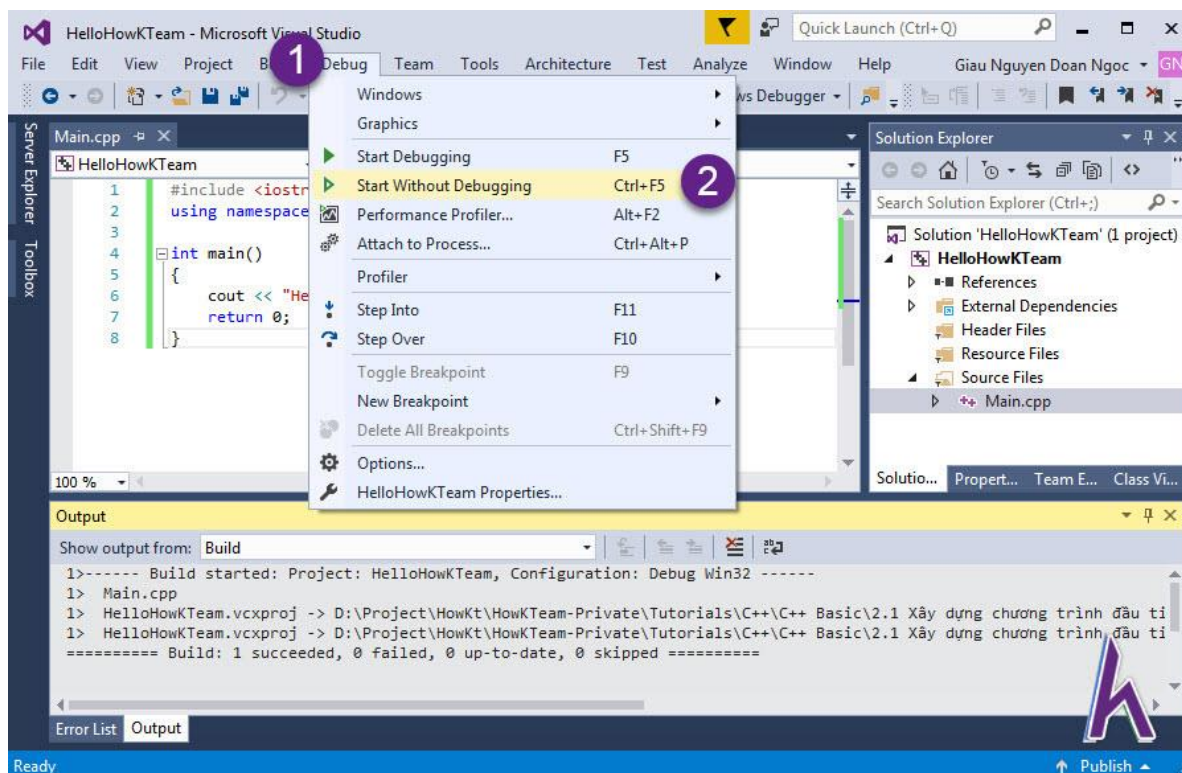 HelloHowKTeam - Microsoft Visual Studio
Quick Launch (Ctrl+Q)
File Edit View Project B 1 Debug Team Tools Architecture Test Analyze Window Help Giau Nguyen Doan Ngoc GN
ws Debugger
Server Explorer
Toolbox
Main.cpp
HelloHowKTeam
1 #include <iostr
2 using namespace
3
4 int main()
5 {
6 cout << "He
7 return 0;
8 }
100 %
Windows
Graphics
Start Debugging F5
Start Without Debugging Ctrl+F5 2
Performance Profiler... Alt+F2
Attach to Process... Ctrl+Alt+P
Profiler
Step Into F11
Step Over F10
Toggle Breakpoint F9
New Breakpoint
Delete All Breakpoints Ctrl+Shift+F9
Options...
HelloHowKTeam Properties...
Solution Explorer
Search Solution Explorer (Ctrl+;)
Solution 'HelloHowKTeam' (1 project)
HelloHowKTeam
References
External Dependencies
Header Files
Resource Files
Source Files
Main.cpp
Solutio... Propert... Team E... Class Vi...
Output
Show output from: Build
1>------ Build started: Project: HelloHowKTeam, Configuration: Debug Win32 ------
1> Main.cpp
1> HelloHowKTeam.vcxproj -> D:\Project\HowKt\HowKTeam-Private\Tutorials\C++\C++ Basic\2.1 Xây dựng chương trình đầu ti
1> HelloHowKTeam.vcxproj -> D:\Project\HowKt\HowKTeam-Private\Tutorials\C++\C++ Basic\2.1 Xây dựng chương trình đầu ti
========== Build: 1 succeeded, 0 failed, 0 up-to-date, 0 skipped ==========
Error List Output
Ready
Publish